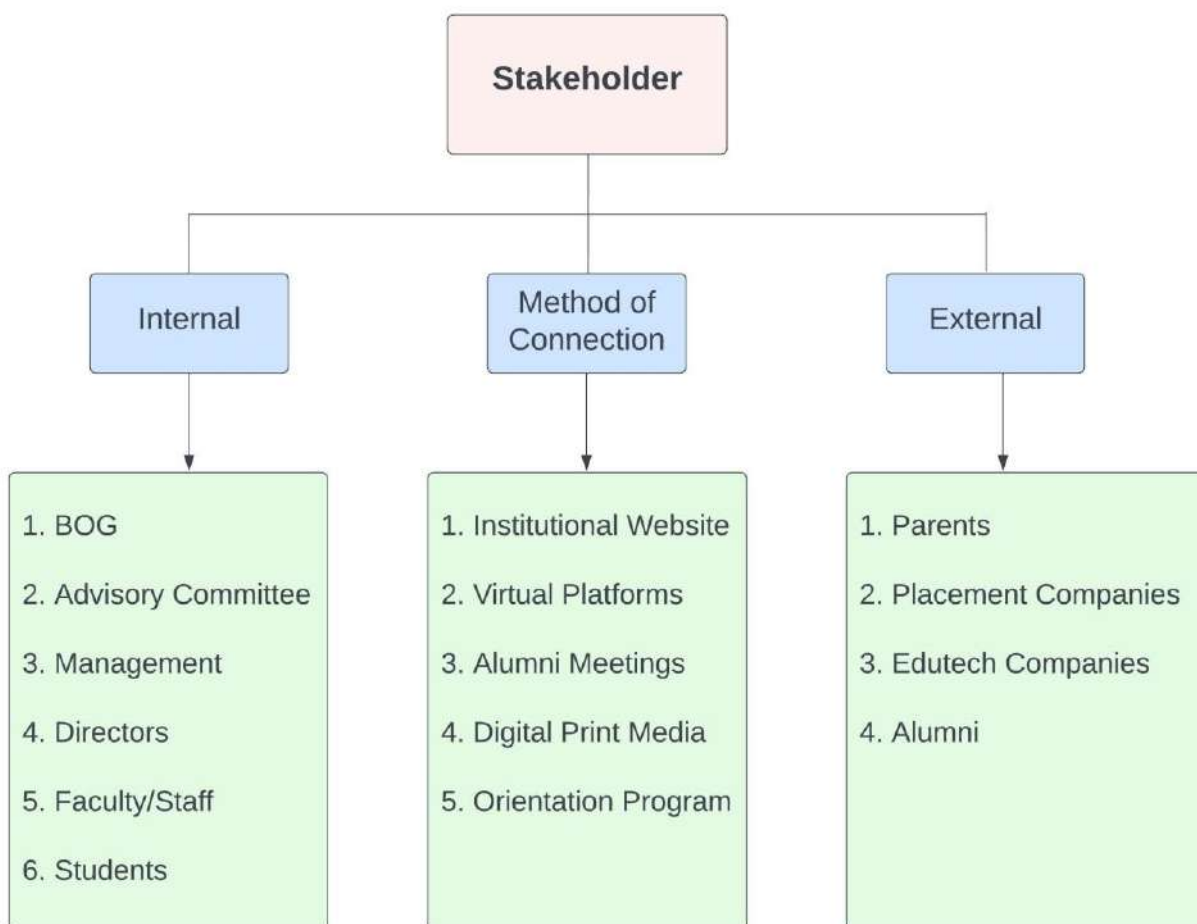 Stakeholder
Internal
Method of
Connection
External
1. BOG
2. Advisory Committee
3. Management
4. Directors
5. Faculty/Staff
6. Students
1. Institutional Website
2. Virtual Platforms
3. Alumni Meetings
4. Digital Print Media
5. Orientation Program
1. Parents
2. Placement Companies
3. Edutech Companies
4. Alumni